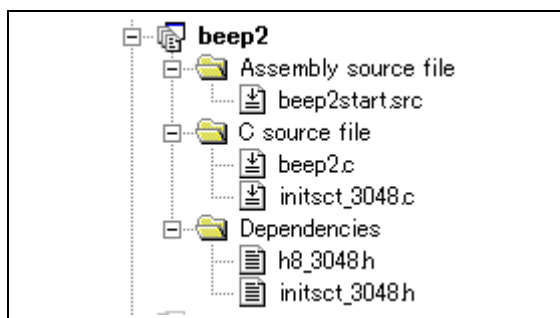 beep2
Assembly source file
beep2start.src
C source file
beep2.c
initsct_3048.c
Dependencies
h8_3048.h
initsct_3048.h